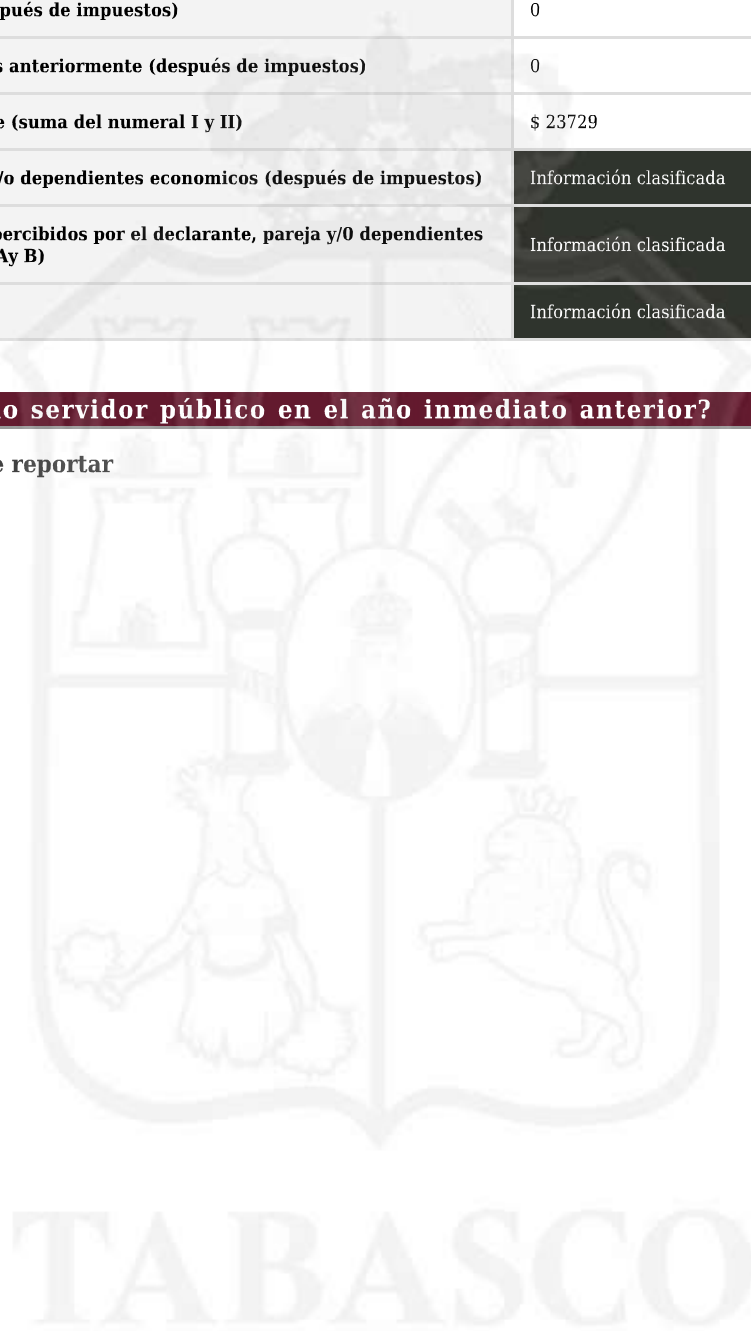 pués de impuestos) 0
s anteriormente (después de impuestos) 0
e (suma del numeral I y II) $ 23729
/o dependientes economicos (después de impuestos) Información clasificada
percibidos por el declarante, pareja y/0 dependientes Información clasificada
Ay B)
Información clasificada
o servidor público en el año inmediato anterior?
e reportar
TABASCO